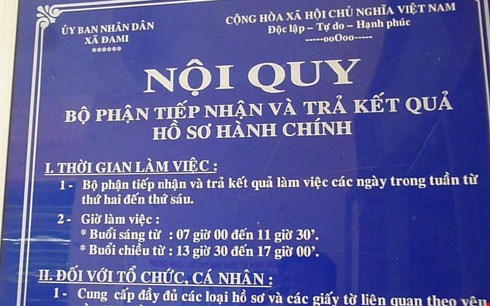 ỦY BAN NHÂN DÂN
XÃ ĐAMI
******
CỘNG HÒA XÃ HỘI CHỦ NGHĨA VIỆT NAM
Độc lập – Tự do – Hạnh phúc
-----ooOoo-----
NỘI QUY
BỘ PHẬN TIẾP NHẬN VÀ TRẢ KẾT QUẢ
HỒ SƠ HÀNH CHÍNH
I. THỜI GIAN LÀM VIỆC :
1- Bộ phận tiếp nhận và trả kết quả làm việc các ngày trong tuần từ
thứ hai đến thứ sáu.
2- Giờ làm việc :
* Buổi sáng từ : 07 giờ 00 đến 11 giờ 30’.
* Buổi chiều từ : 13 giờ 30 đến 17 giờ 00’.
II. ĐỐI VỚI TỔ CHỨC, CÁ NHÂN :
1- Cung cấp đầy đủ các loại hồ sơ và các giấy tờ liên quan theo yêu